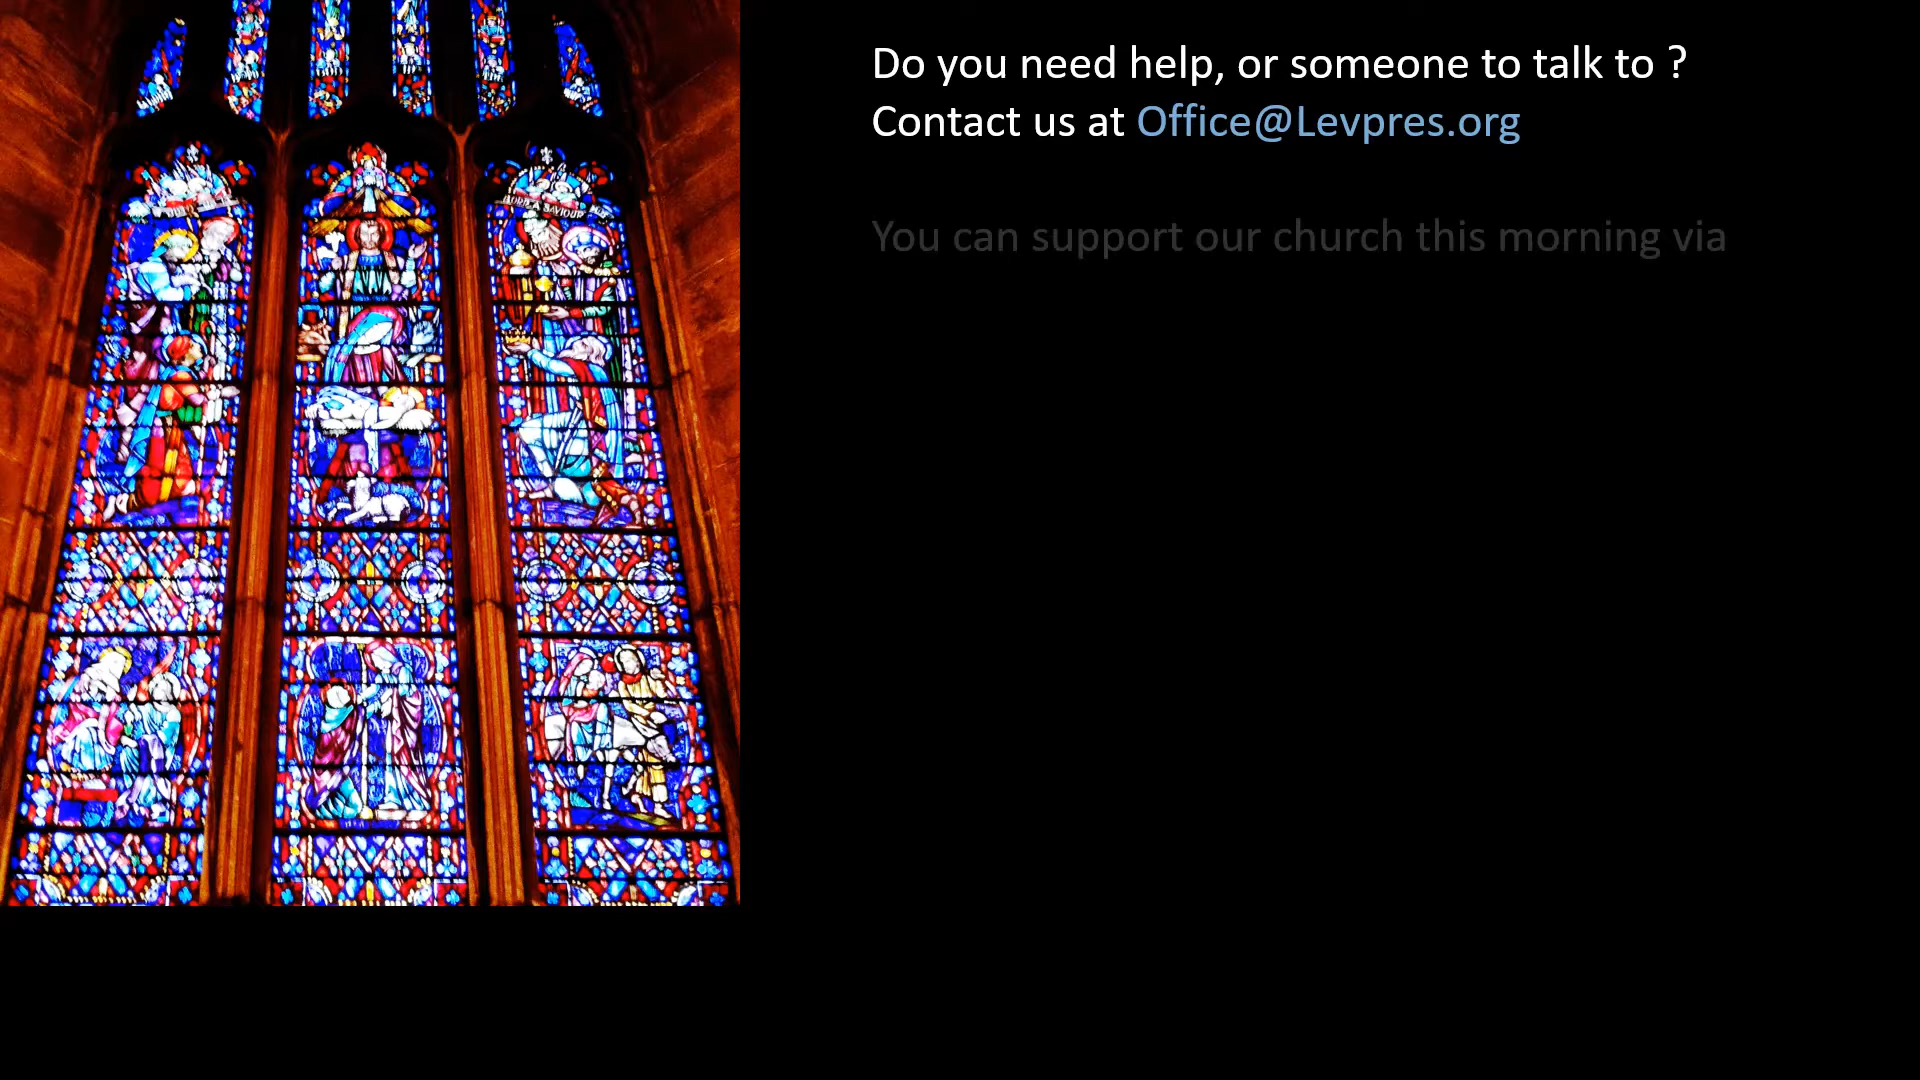 Do you need help, or someone to talk to ?
Contact us at Office@Levpres.org
You can support our church this morning via